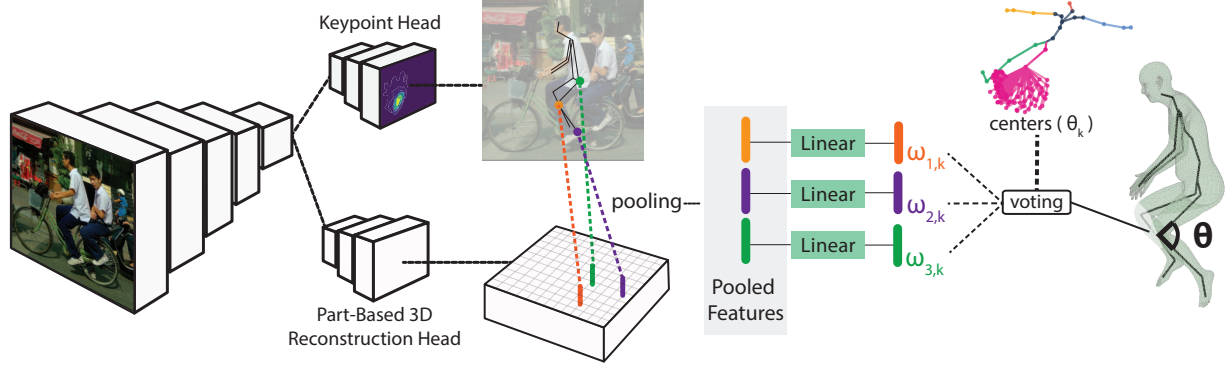 Keypoint Head
Part-Based 3D
Reconstruction Head
pooling
Pooled
Features
Linear
Linear
Linear
ω1,k
ω2,k
ω3,k
centers (θk)
voting
θ